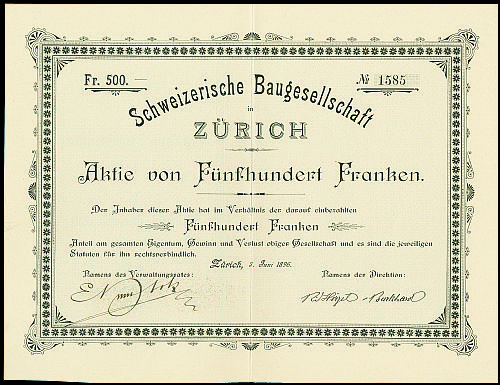 Fr. 500.—
№ 1585
Schweizerische Baugesellschaft
in
ZÜRICH
Aktie von Fünfhundert Franken.
Der Inhaber dieser Aktie hat im Verhältnis der darauf einbezahlten
Fünfhundert Franken
Anteil am gesamten Eigentum, Gewinn und Verlust obiger Gesellschaft und es sind die jeweiligen
Statuten für ihn rechtsverbindlich.
Zürich, 2. Juni 1896.
Namens des Verwaltungsrates:
Namens der Direktion:
Burkhard